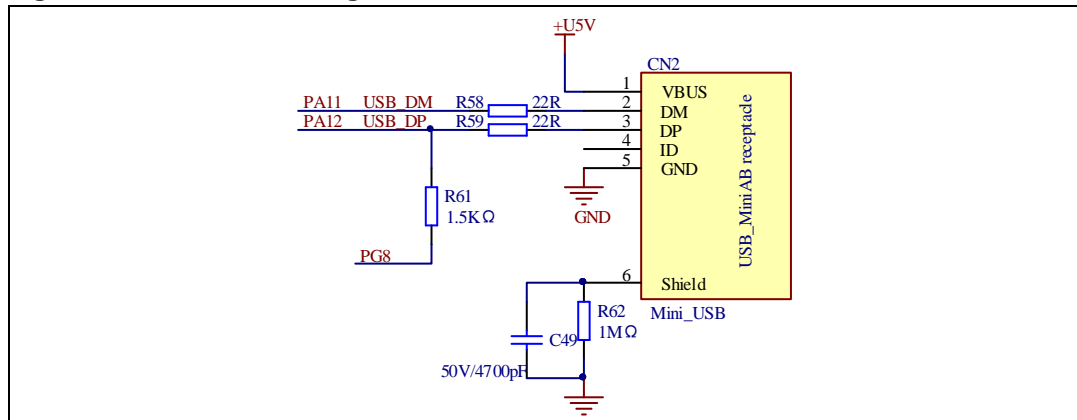 +U5V
CN2
PA11 USB_DM R58 22R 1 VBUS
PA12 USB_DP R59 22R 2 DM
3 DP
4 ID
5 GND
R61
1.5KΩ
GND
PG8
USB_MiniAB receptacle
6 Shield
R62
1MΩ
Mini_USB
C49
50V/4700pF